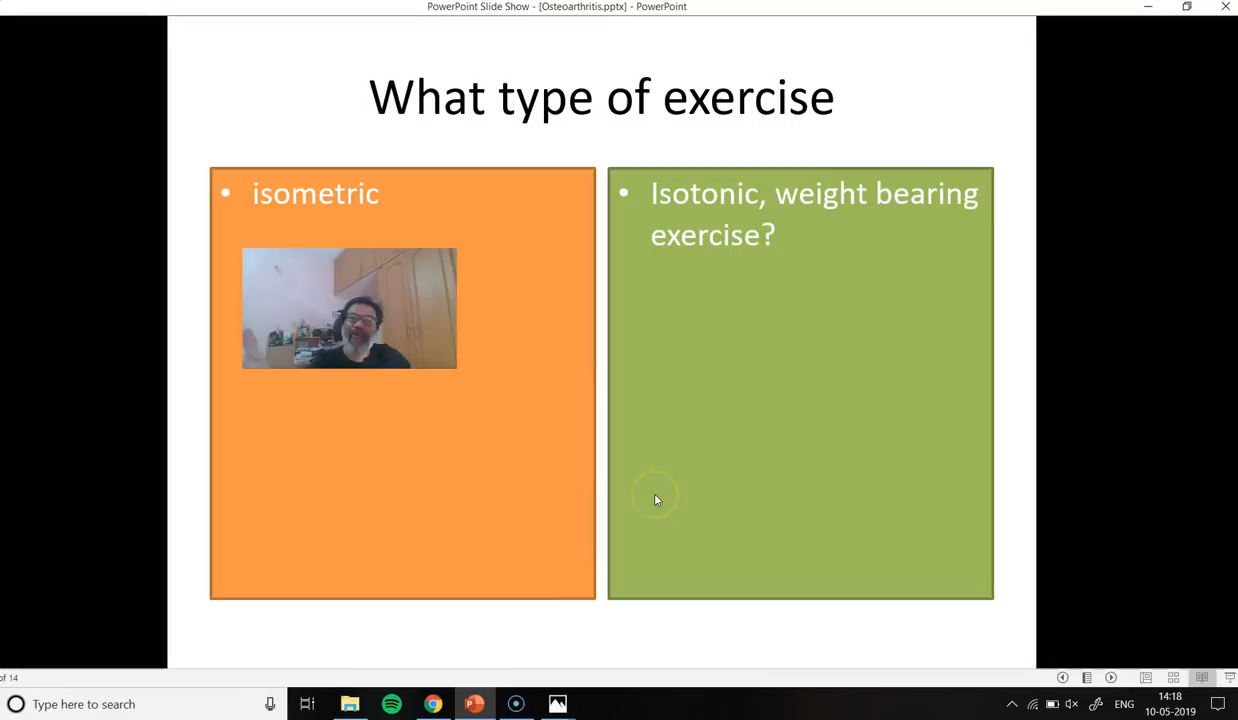 PowerPoint Slide Show - [Osteoarthritis.pptx] - PowerPoint
What type of exercise
• isometric
• Isotonic, weight bearing
exercise?
of 14
Type here to search
ENG
14:18
10-05-2019